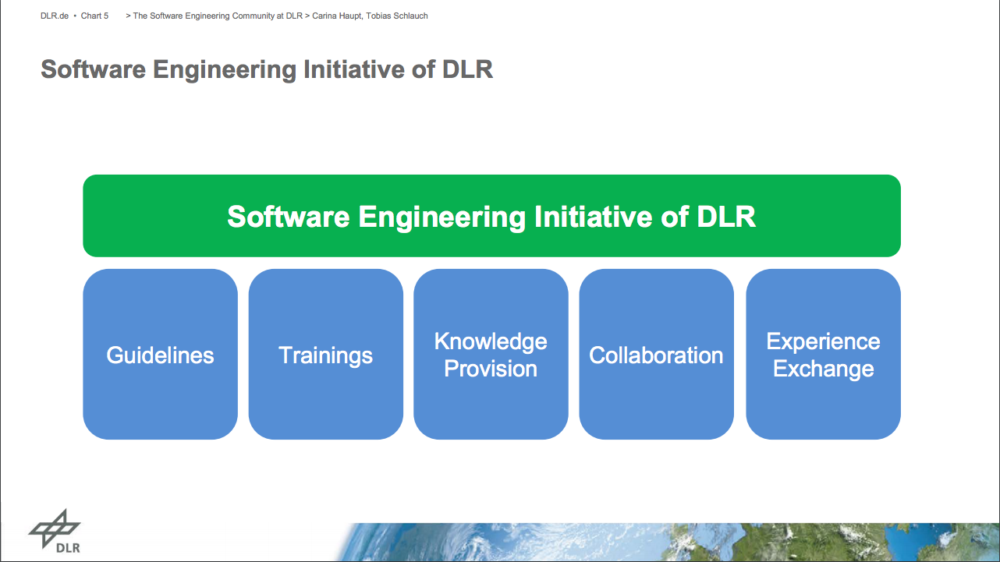 DLR.de • Chart 5 > The Software Engineering Community at DLR > Carina Haupt, Tobias Schlauch
Software Engineering Initiative of DLR
Software Engineering Initiative of DLR
Guidelines
Trainings
Knowledge
Provision
Collaboration
Experience
Exchange
DLR